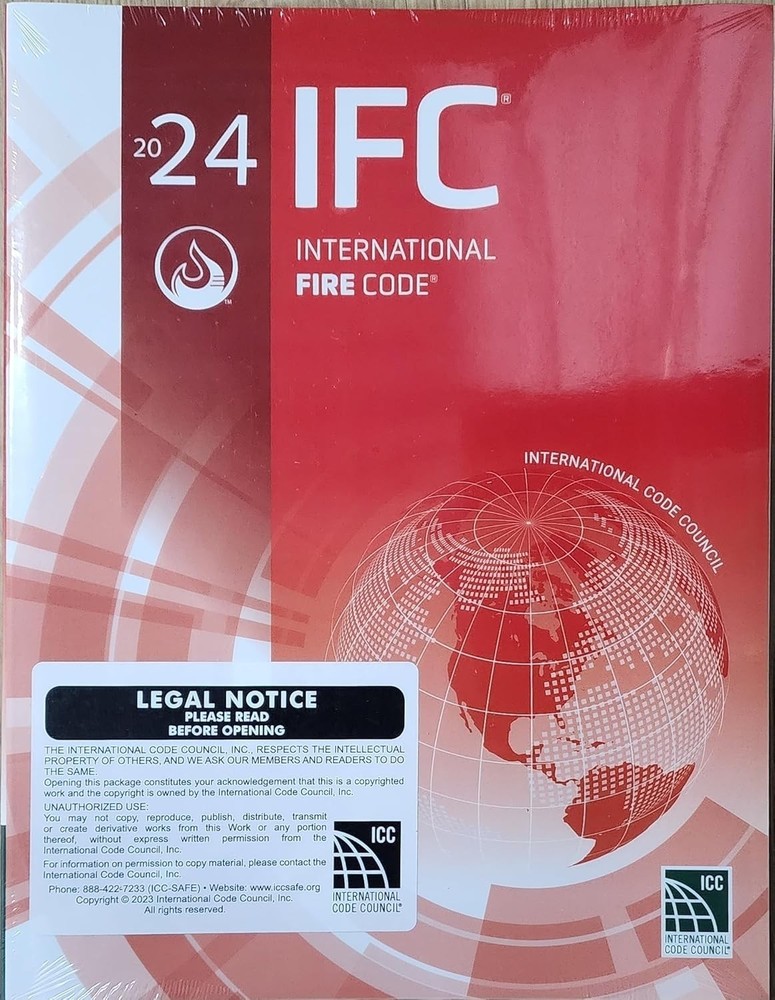 2024
IFC®
INTERNATIONAL
FIRE CODE®
TM
INTERNATIONAL CODE COUNCIL
LEGAL NOTICE
PLEASE READ
BEFORE OPENING
THE INTERNATIONAL CODE COUNCIL, INC., RESPECTS THE INTELLECTUAL
PROPERTY OF OTHERS, AND WE ASK OUR MEMBERS AND READERS TO DO
THE SAME.
Opening this package constitutes your acknowledgement that this is a copyrighted
work and the copyright is owned by the International Code Council, Inc.
UNAUTHORIZED USE:
You may not copy, reproduce, publish, distribute, transmit
or create derivative works from this Work or any portion
thereof, without express written permission from the
International Code Council, Inc.
For information on permission to copy material, please contact the
International Code Council, Inc.
Phone: 888-422-7233 (ICC-SAFE) • Website: www.iccsafe.org
Copyright © 2023 International Code Council, Inc.
All rights reserved.
ICC
INTERNATIONAL
CODE COUNCIL®
ICC
INTERNATIONAL
CODE COUNCIL®